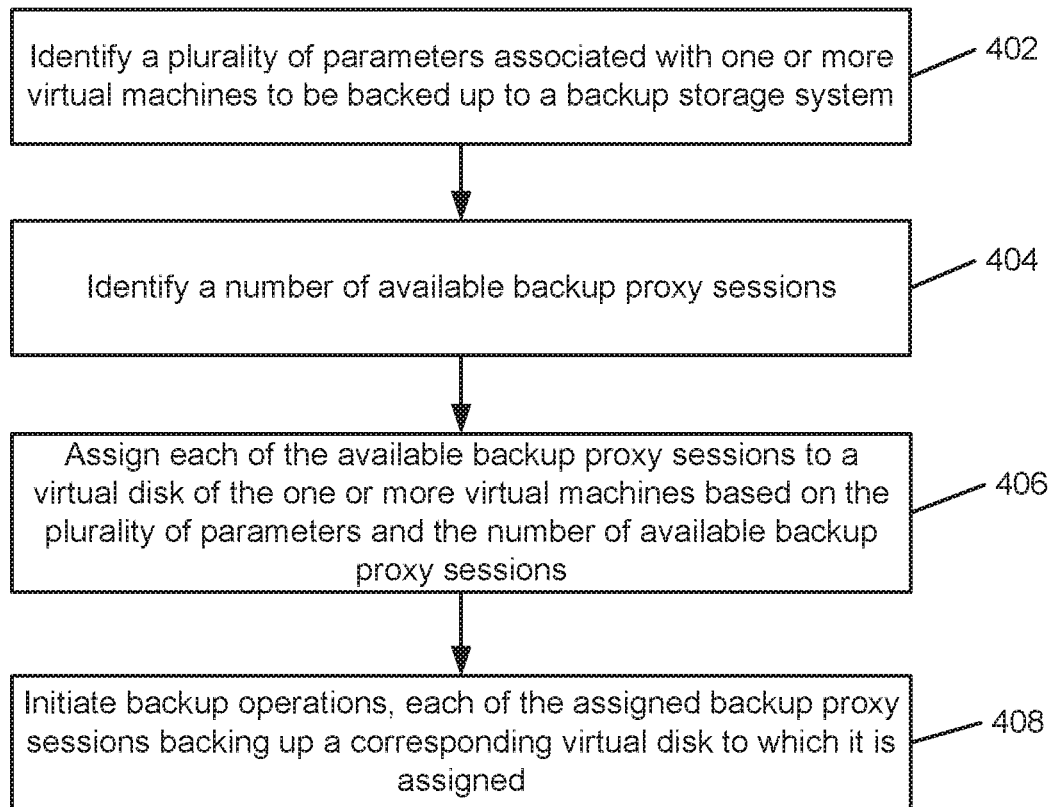 Identify a plurality of parameters associated with one or more
virtual machines to be backed up to a backup storage system
402
Identify a number of available backup proxy sessions
404
Assign each of the available backup proxy sessions to a
virtual disk of the one or more virtual machines based on the
plurality of parameters and the number of available backup
proxy sessions
406
Initiate backup operations, each of the assigned backup proxy
sessions backing up a corresponding virtual disk to which it is
assigned
408